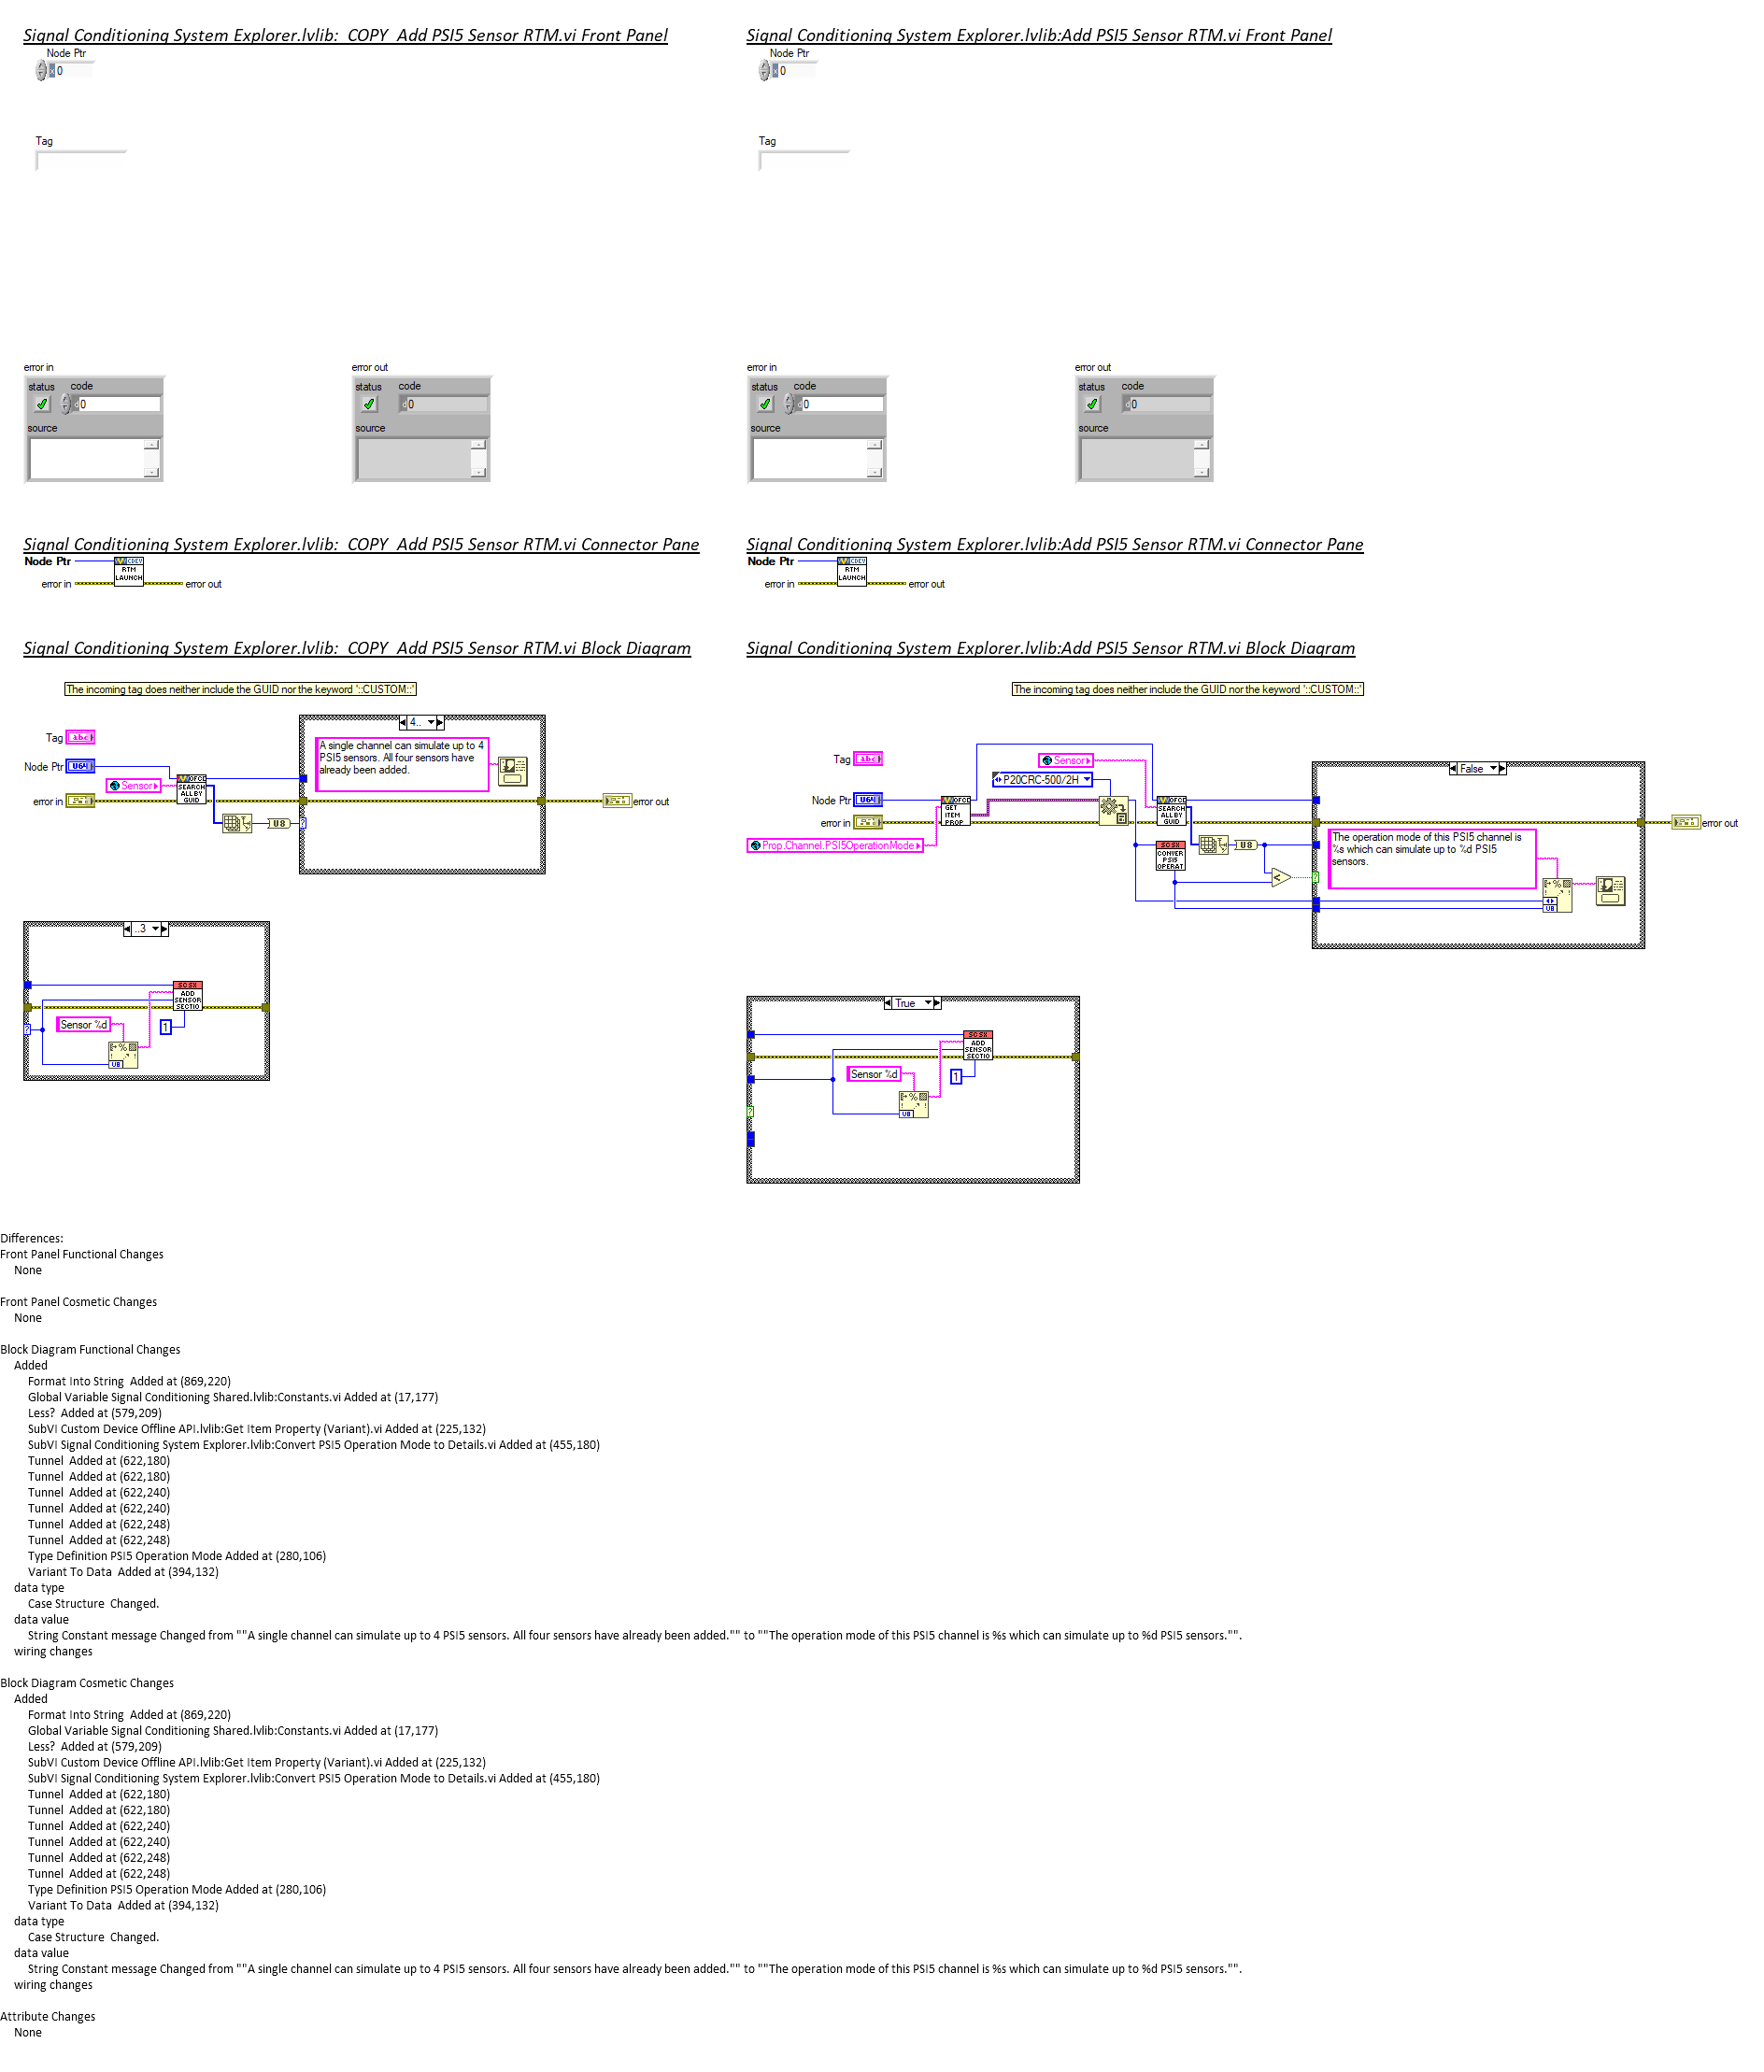 Signal Conditioning System Explorer.lvlib:  COPY  Add PSI5 Sensor RTM.vi Front Panel
Node Ptr
x 0
Tag
error in
status code
d 0
source
error out
status code
d 0
source
Signal Conditioning System Explorer.lvlib:  COPY  Add PSI5 Sensor RTM.vi Connector Pane
Node Ptr
CDEV
RTM
LAUNCH
error in
error out
Signal Conditioning System Explorer.lvlib:  COPY  Add PSI5 Sensor RTM.vi Block Diagram
The incoming tag does neither include the GUID nor the keyword '::CUSTOM::'
4..
Tag abc
A single channel can simulate up to 4
PSI5 sensors. All four sensors have
already been added.
Node Ptr U64
Sensor
OFCD
SEARCH
ALL BY
GUID
error in
error out
U8
?
..3
SC SX
ADD
SENSOR
SECTIO
?
Sensor %d
1
U8
Signal Conditioning System Explorer.lvlib:Add PSI5 Sensor RTM.vi Front Panel
Node Ptr
x 0
Tag
error in
status code
d 0
source
error out
status code
d 0
source
Signal Conditioning System Explorer.lvlib:Add PSI5 Sensor RTM.vi Connector Pane
Node Ptr
CDEV
RTM
LAUNCH
error in
error out
Signal Conditioning System Explorer.lvlib:Add PSI5 Sensor RTM.vi Block Diagram
The incoming tag does neither include the GUID nor the keyword '::CUSTOM::'
Tag abc
Sensor
False
P20CRC-500/2H
Node Ptr U64
OFCD
GET
ITEM
PROP
OFCD
SEARCH
ALL BY
GUID
error in
error out
Prop.Channel.PSI5OperationMode
SC SX
CONVER
PSI5
OPERAT
U8
The operation mode of this PSI5 channel is
%s which can simulate up to %d PSI5
sensors.
<
?
U8
True
SC SX
ADD
SENSOR
SECTIO
Sensor %d
1
U8
?
Differences:
Front Panel Functional Changes
None
Front Panel Cosmetic Changes
None
Block Diagram Functional Changes
Added
Format Into String  Added at (869,220)
Global Variable Signal Conditioning Shared.lvlib:Constants.vi Added at (17,177)
Less?  Added at (579,209)
SubVI Custom Device Offline API.lvlib:Get Item Property (Variant).vi Added at (225,132)
SubVI Signal Conditioning System Explorer.lvlib:Convert PSI5 Operation Mode to Details.vi Added at (455,180)
Tunnel  Added at (622,180)
Tunnel  Added at (622,180)
Tunnel  Added at (622,240)
Tunnel  Added at (622,240)
Tunnel  Added at (622,248)
Tunnel  Added at (622,248)
Type Definition PSI5 Operation Mode Added at (280,106)
Variant To Data  Added at (394,132)
data type
Case Structure  Changed.
data value
String Constant message Changed from ""A single channel can simulate up to 4 PSI5 sensors. All four sensors have already been added."" to ""The operation mode of this PSI5 channel is %s which can simulate up to %d PSI5 sensors."".
wiring changes
Block Diagram Cosmetic Changes
Added
Format Into String  Added at (869,220)
Global Variable Signal Conditioning Shared.lvlib:Constants.vi Added at (17,177)
Less?  Added at (579,209)
SubVI Custom Device Offline API.lvlib:Get Item Property (Variant).vi Added at (225,132)
SubVI Signal Conditioning System Explorer.lvlib:Convert PSI5 Operation Mode to Details.vi Added at (455,180)
Tunnel  Added at (622,180)
Tunnel  Added at (622,180)
Tunnel  Added at (622,240)
Tunnel  Added at (622,240)
Tunnel  Added at (622,248)
Tunnel  Added at (622,248)
Type Definition PSI5 Operation Mode Added at (280,106)
Variant To Data  Added at (394,132)
data type
Case Structure  Changed.
data value
String Constant message Changed from ""A single channel can simulate up to 4 PSI5 sensors. All four sensors have already been added."" to ""The operation mode of this PSI5 channel is %s which can simulate up to %d PSI5 sensors."".
wiring changes
Attribute Changes
None